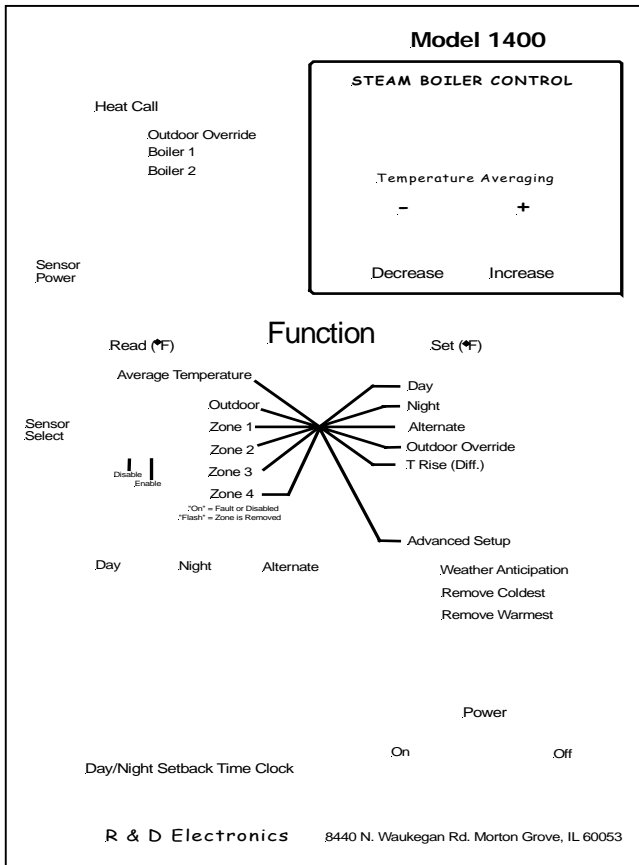 Model 1400
STEAM BOILER CONTROL
Heat Call
Outdoor Override
Boiler 1
Boiler 2
Temperature Averaging
- +
Sensor
Power
Decrease Increase
Function
Read (°F) Set (°F)
Average Temperature
Outdoor
Zone 1
Zone 2
Zone 3
Zone 4
"On" = Fault or Disabled
"Flash" = Zone is Removed
Day
Night
Alternate
Outdoor Override
T Rise (Diff.)
Advanced Setup
Sensor
Select
Disable
Enable
Day Night Alternate
Weather Anticipation
Remove Coldest
Remove Warmest
Power
On Off
Day/Night Setback Time Clock
R & D Electronics 8440 N. Waukegan Rd. Morton Grove, IL 60053